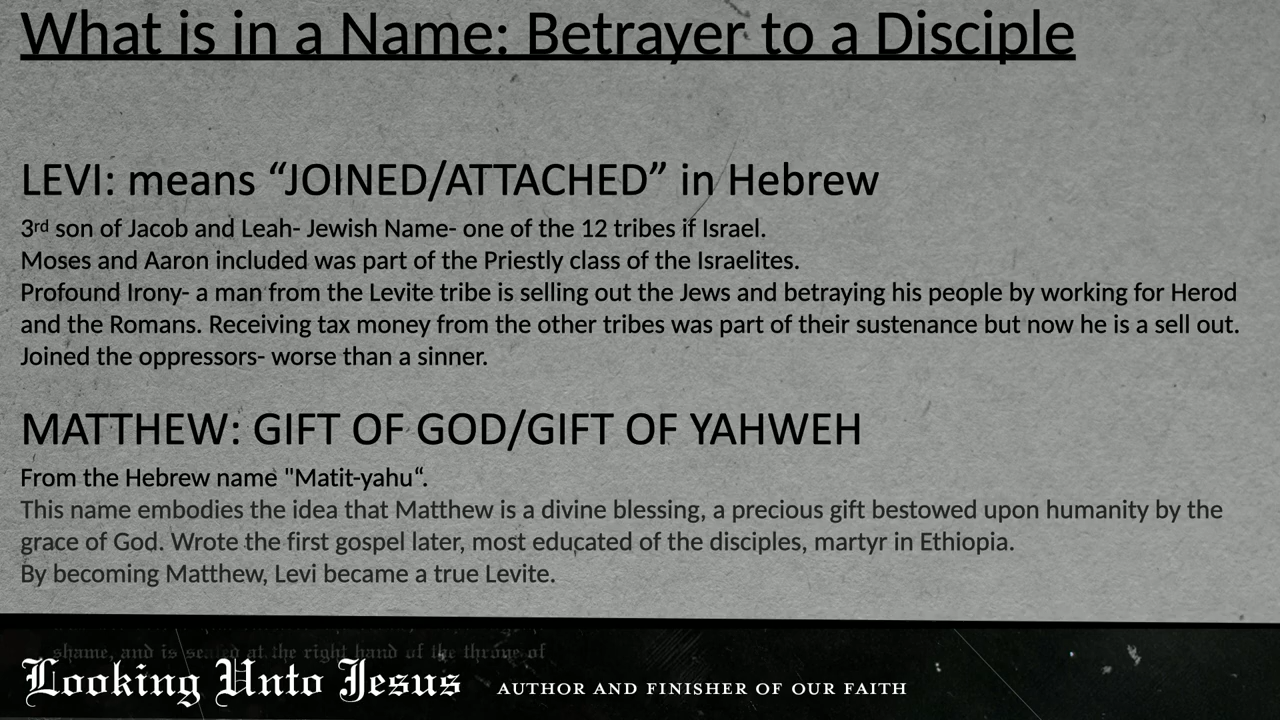 What is in a Name: Betrayer to a Disciple
LEVI: means “JOINED/ATTACHED” in Hebrew
3rd son of Jacob and Leah- Jewish Name- one of the 12 tribes if Israel.
Moses and Aaron included was part of the Priestly class of the Israelites.
Profound Irony- a man from the Levite tribe is selling out the Jews and betraying his people by working for Herod
and the Romans. Receiving tax money from the other tribes was part of their sustenance but now he is a sell out.
Joined the oppressors- worse than a sinner.
MATTHEW: GIFT OF GOD/GIFT OF YAHWEH
From the Hebrew name "Matit-yahu“.
This name embodies the idea that Matthew is a divine blessing, a precious gift bestowed upon humanity by the
grace of God. Wrote the first gospel later, most educated of the disciples, martyr in Ethiopia.
By becoming Matthew, Levi became a true Levite.
shame, and is seated at the right hand of the throne of
Looking Unto Jesus AUTHOR AND FINISHER OF OUR FAITH